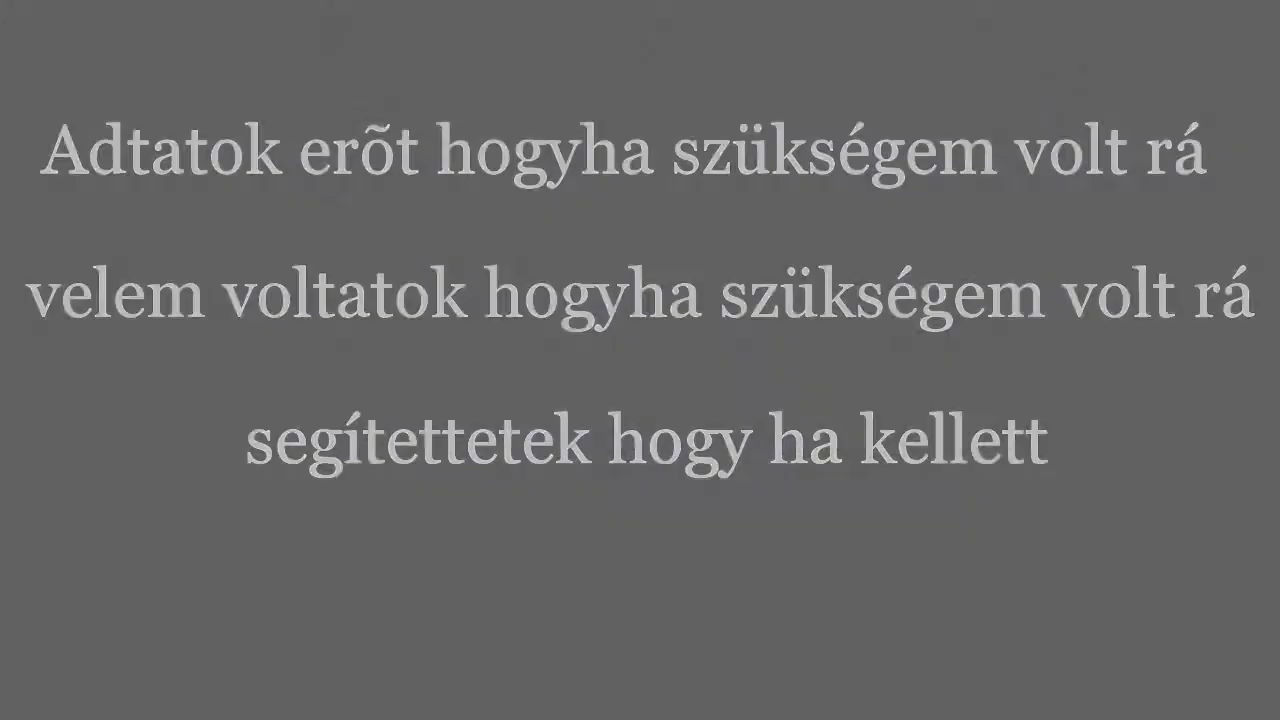 Adtatok erõt hogyha szükségem volt rá
velem voltatok hogyha szükségem volt rá
segítettetek hogy ha kellett